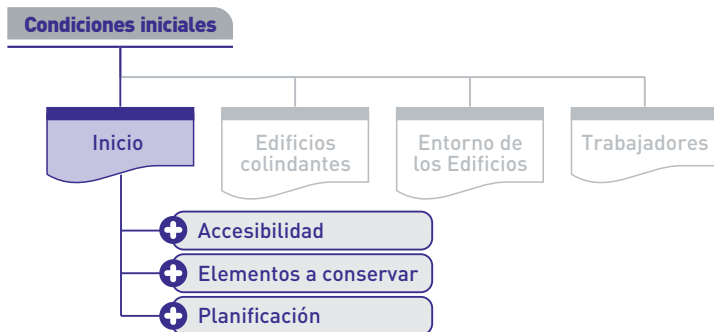 Condiciones iniciales
Inicio
Edificios
colindantes
Entorno de
los Edificios
Trabajadores
Accesibilidad
Elementos a conservar
Planificación